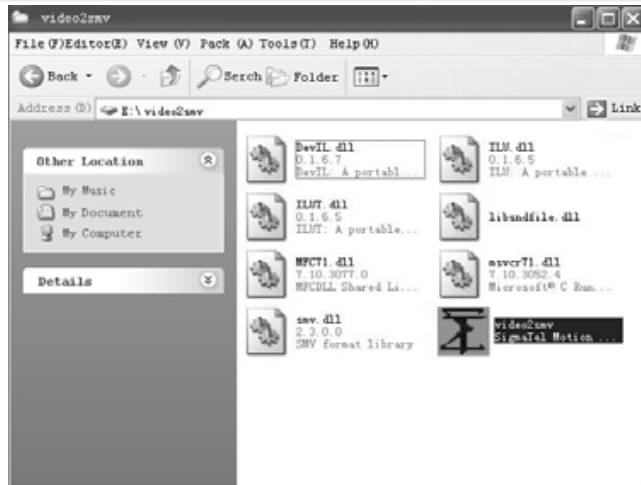 video2smv
File(F)Editor(E) View (V) Pack (A) Tools(T) Help(H)
Back Serch Folder
Address (D) E:\video2smv Link
Other Location
My Music
My Document
My Computer
Details
DevIL.dll
0.1.6.7
DevIL: A portabl...
ILU.dll
0.1.6.5
ILU: A portable ...
ILUT.dll
0.1.6.5
ILUT: A portable...
libsndfile.dll
MFC71.dll
7.10.3077.0
MFCDLL Shared Li...
msvcr71.dll
7.10.3052.4
Microsoft® C Run...
smv.dll
2.3.0.0
SMV format library
video2smv
SigmaTel Motion ...